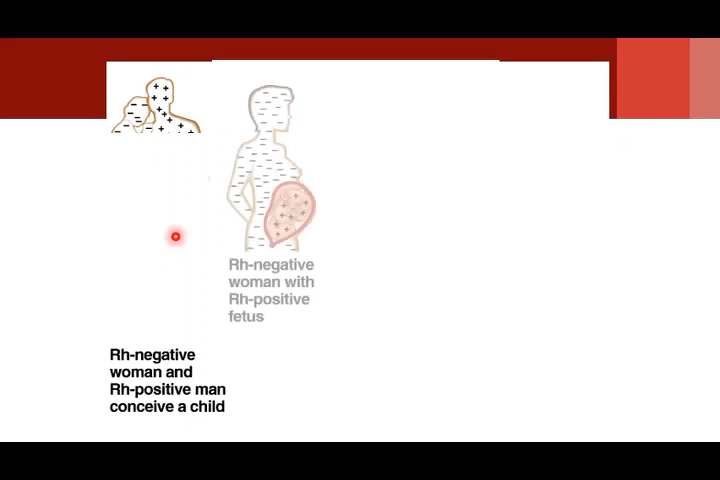 Rh-negative
woman with
Rh-positive
fetus
Rh-negative
woman and
Rh-positive man
conceive a child